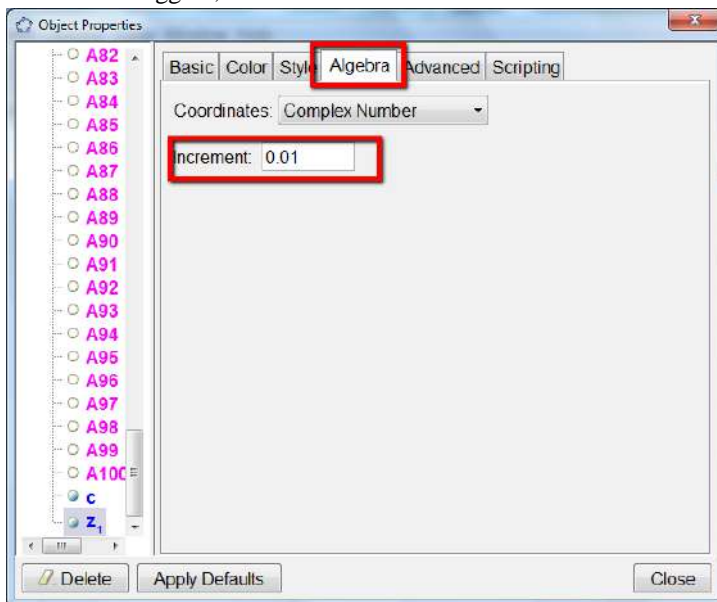 Object Properties
A82
A83
A84
A85
A86
A87
A88
A89
A90
A91
A92
A93
A94
A95
A96
A97
A98
A99
A100
c
z₁
Basic Color Style Algebra Advanced Scripting
Coordinates: Complex Number
Increment: 0.01
Delete Apply Defaults Close